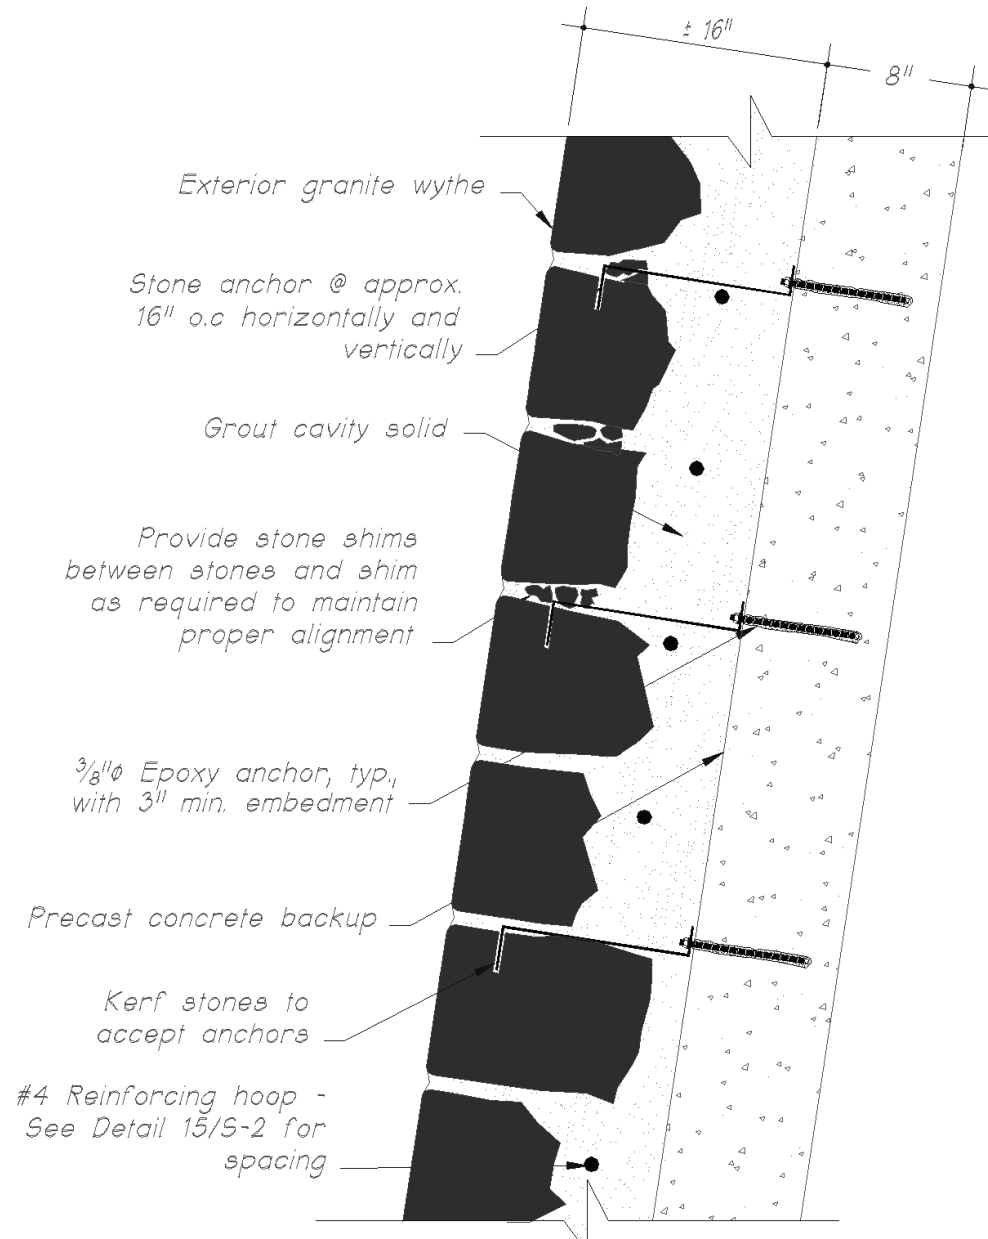 ± 16"
8"
Exterior granite wythe
Stone anchor @ approx.
16" o.c horizontally and
vertically
Grout cavity solid
Provide stone shims
between stones and shim
as required to maintain
proper alignment
3/8"ø Epoxy anchor, typ.,
with 3" min. embedment
Precast concrete backup
Kerf stones to
accept anchors
#4 Reinforcing hoop -
See Detail 15/S-2 for
spacing